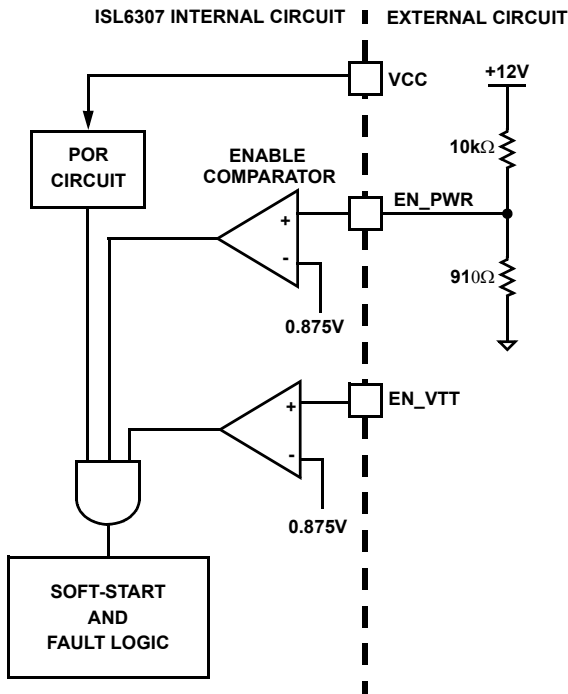 ISL6307 INTERNAL CIRCUIT
EXTERNAL CIRCUIT
VCC
+12V
POR
CIRCUIT
ENABLE
COMPARATOR
10kΩ
EN_PWR
+
-
0.875V
910Ω
EN_VTT
+
-
0.875V
SOFT-START
AND
FAULT LOGIC